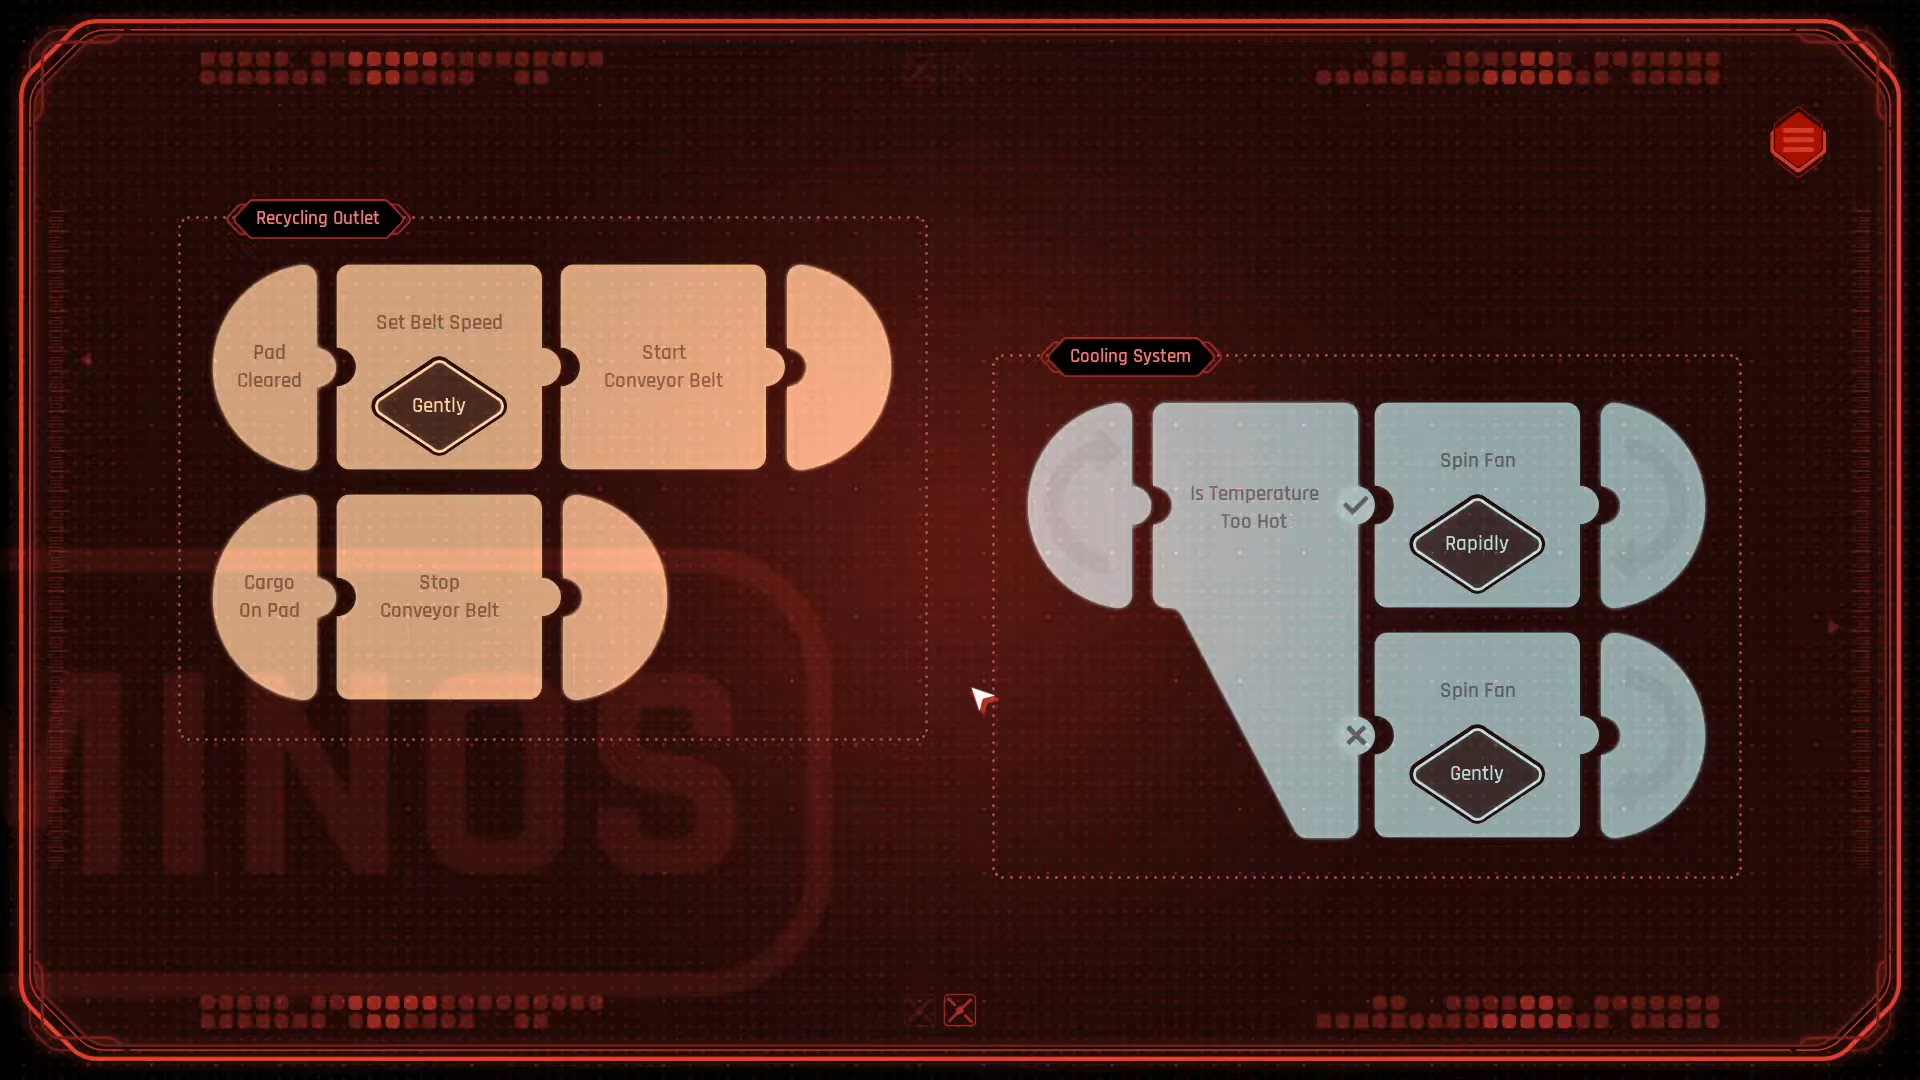 Recycling Outlet
Pad
Cleared
Set Belt Speed
Gently
Start
Conveyor Belt
Cargo
On Pad
Stop
Conveyor Belt
Cooling System
Is Temperature
Too Hot
Spin Fan
Rapidly
Spin Fan
Gently
MINOS